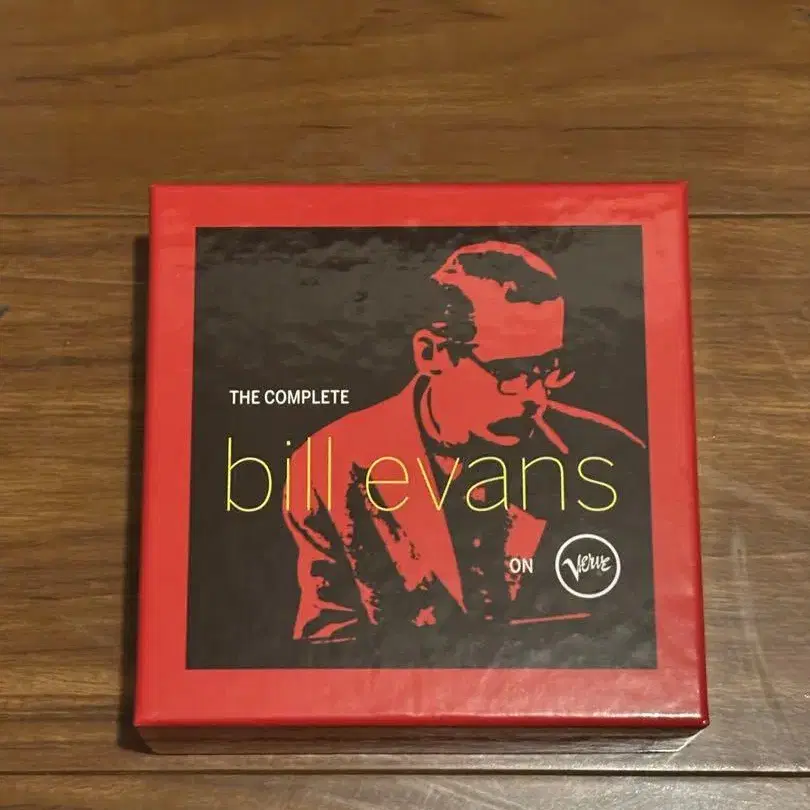 THE COMPLETE
bill evans
ON Verve